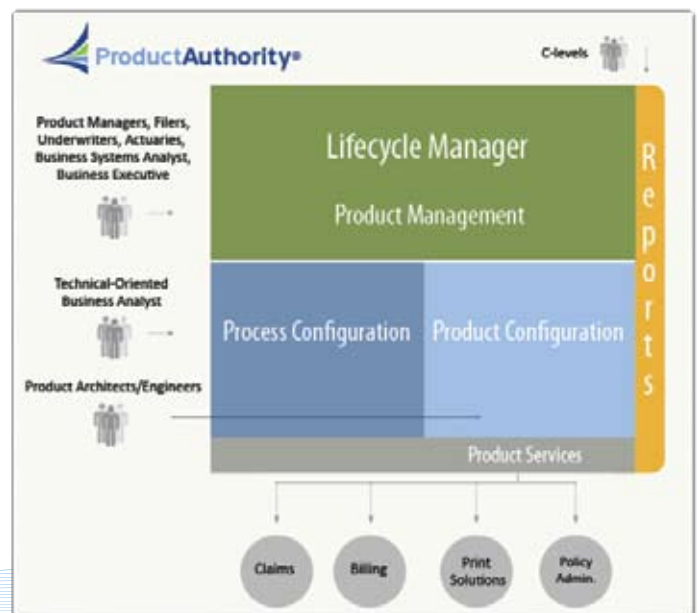 ProductAuthority®
C-levels
Product Managers, Filers,
Underwriters, Actuaries,
Business Systems Analyst,
Business Executive
Lifecycle Manager
Product Management
Reports
Technical-Oriented
Business Analyst
Process Configuration
Product Configuration
Product Architects/Engineers
Product Services
Claims
Billing
Print
Solutions
Policy
Admin.